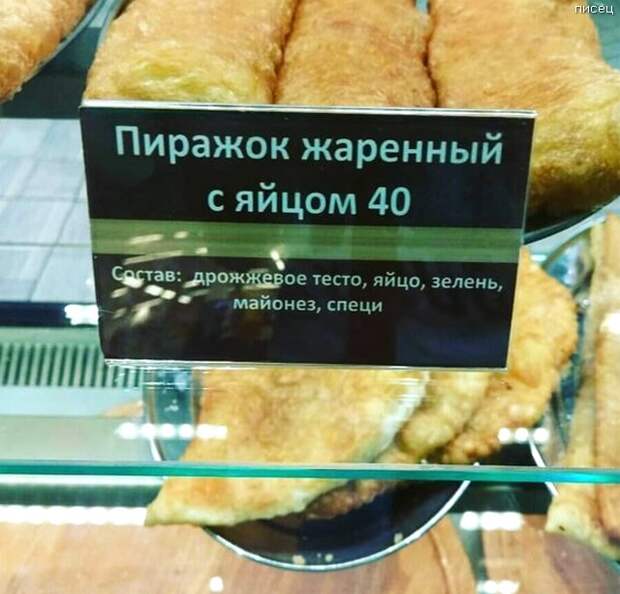 писец
Пиражок жаренный
с яйцом 40
Состав: дрожжевое тесто, яйцо, зелень,
майонез, специ